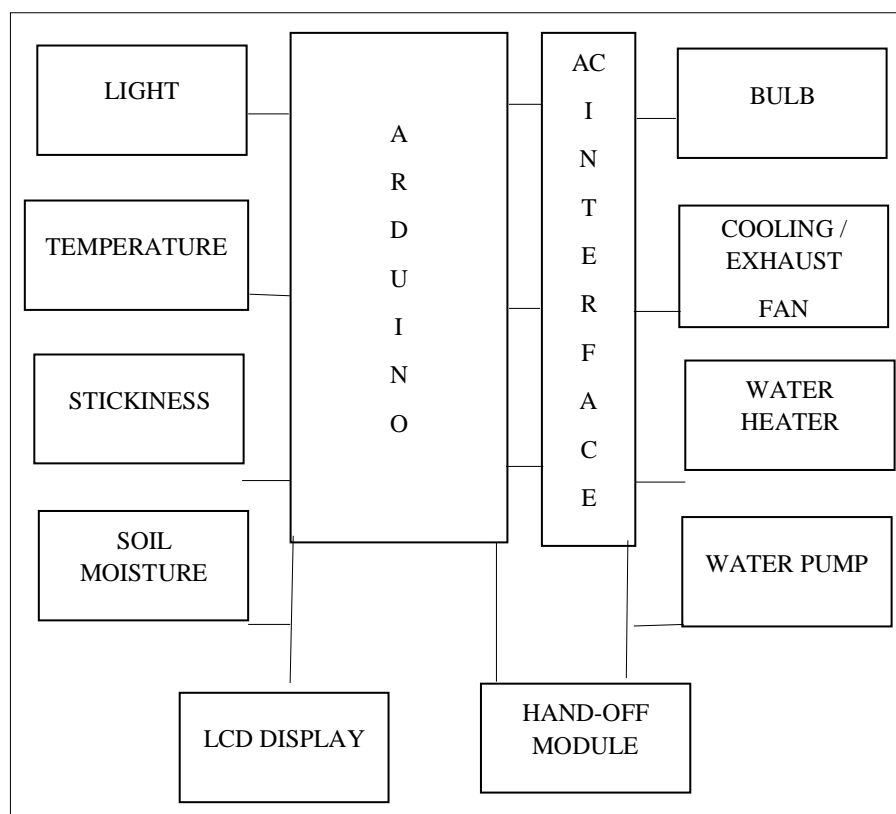 LIGHT
TEMPERATURE
STICKINESS
SOIL
MOISTURE
A
R
D
U
I
N
O
AC
I
N
T
E
R
F
A
C
E
BULB
COOLING /
EXHAUST
FAN
WATER
HEATER
WATER PUMP
LCD DISPLAY
HAND-OFF
MODULE